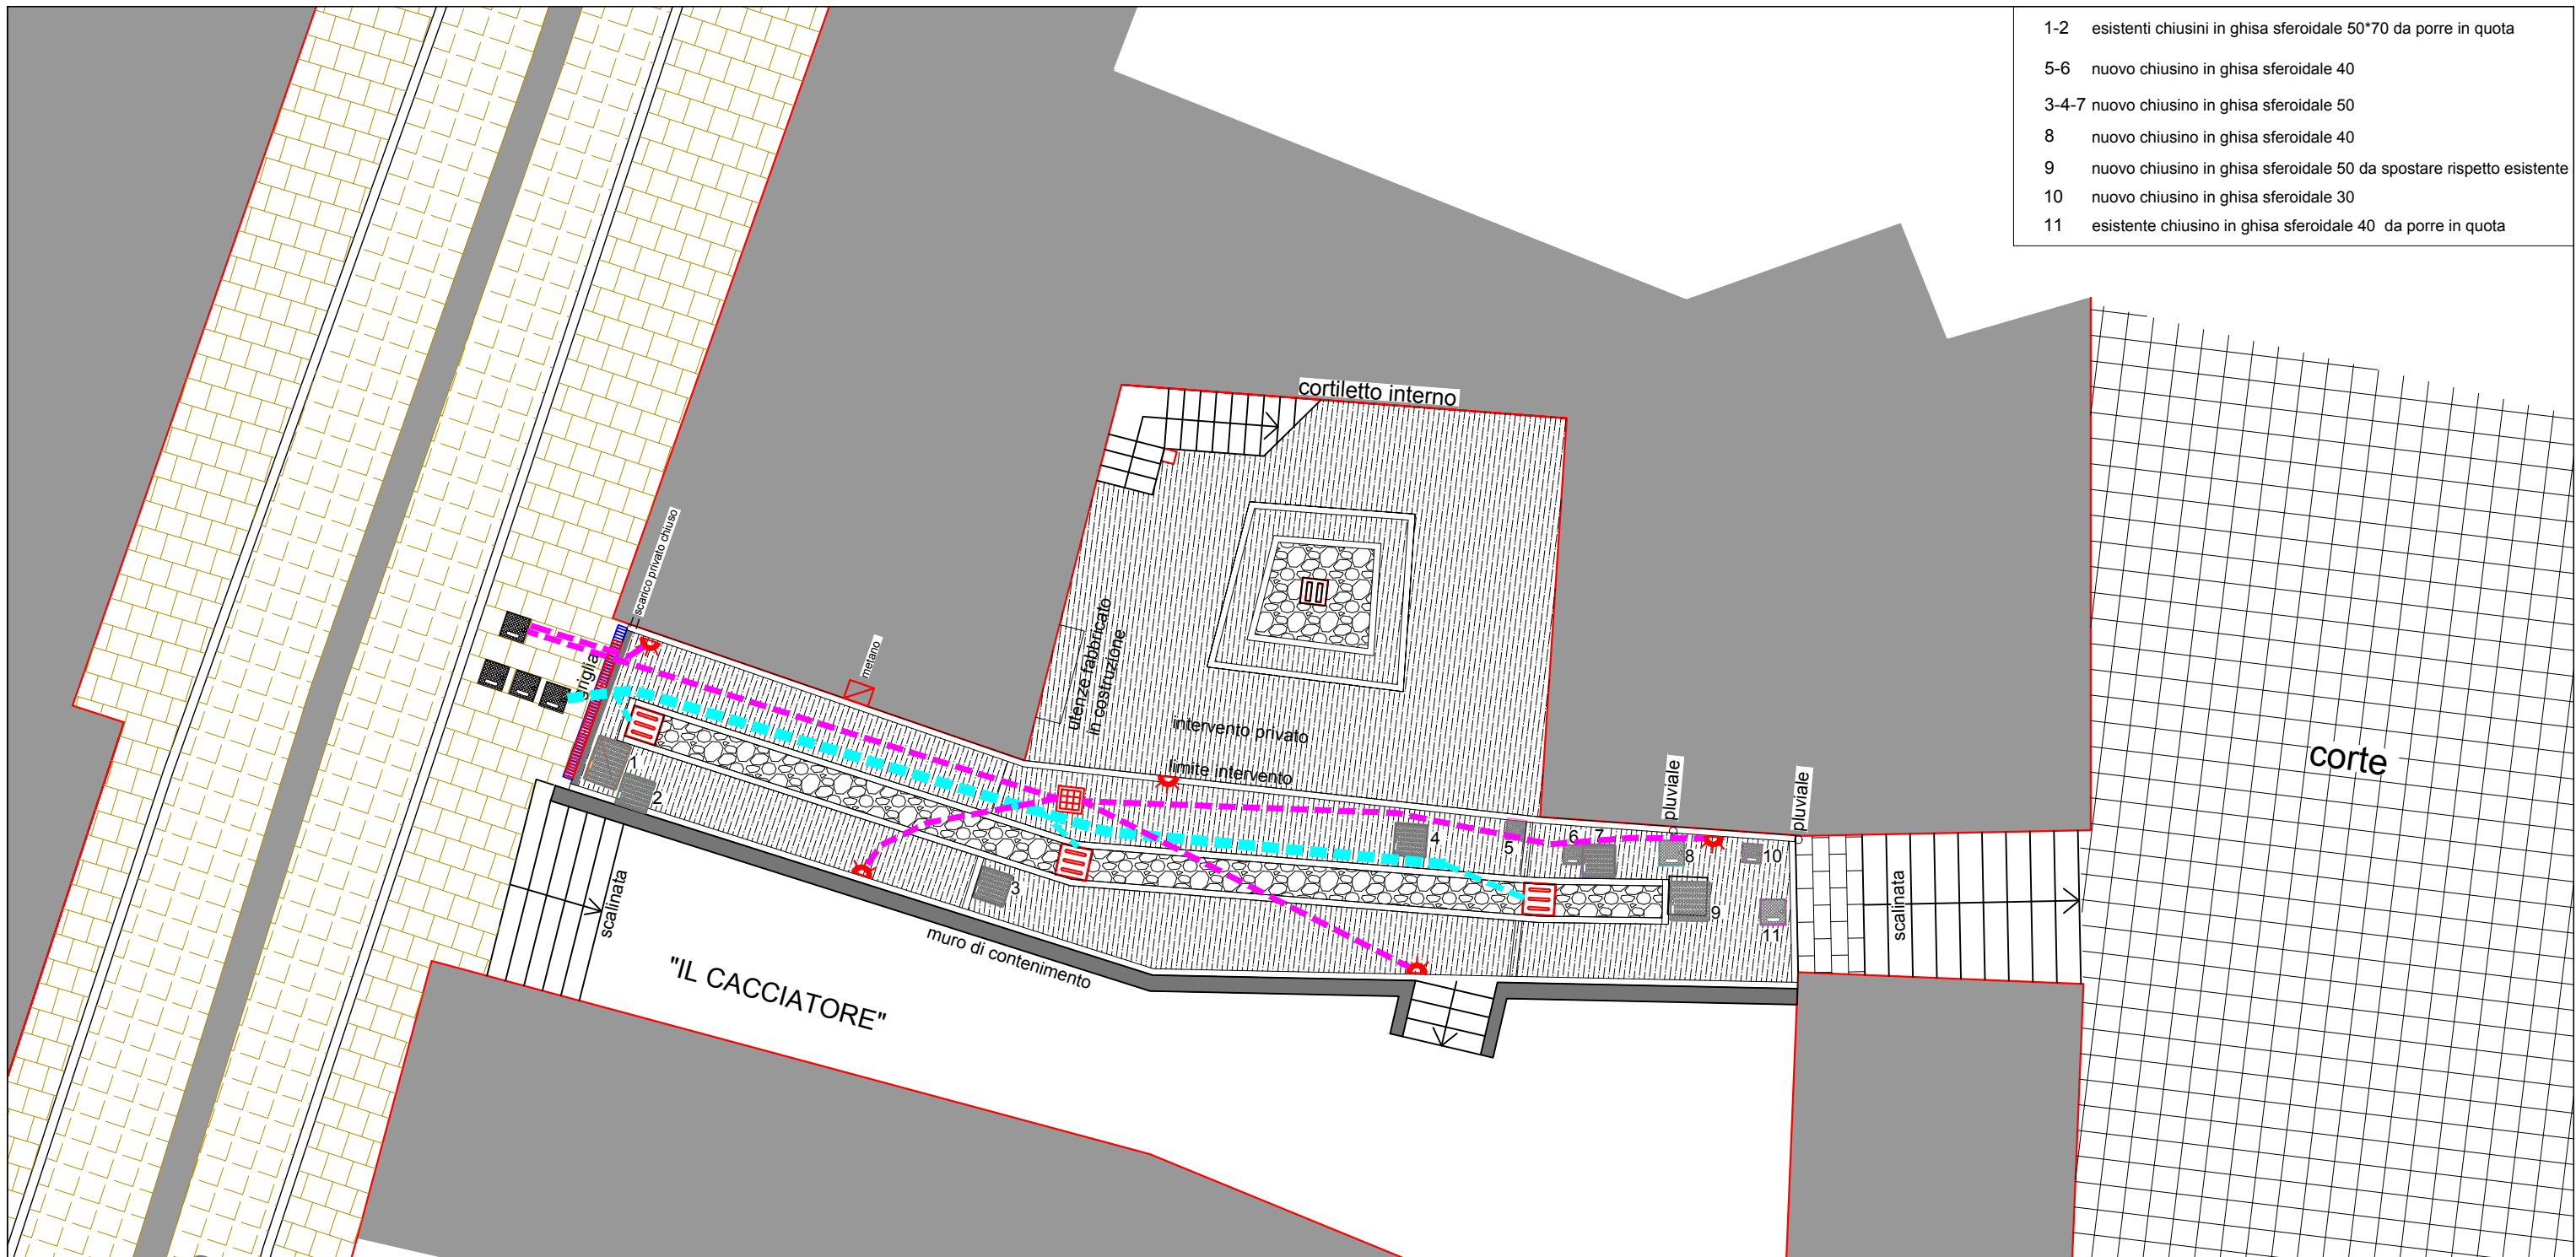 1-2 esistenti chiusini in ghisa sferoidale 50*70 da porre in quota
5-6 nuovo chiusino in ghisa sferoidale 40
3-4-7 nuovo chiusino in ghisa sferoidale 50
8 nuovo chiusino in ghisa sferoidale 40
9 nuovo chiusino in ghisa sferoidale 50 da spostare rispetto esistente
10 nuovo chiusino in ghisa sferoidale 30
11 esistente chiusino in ghisa sferoidale 40 da porre in quota
cortiletto interno
scarico privato chiuso
metano
griglia
utenze fabbricato
in costruzione
intervento privato
limite intervento
pluviale
pluviale
corte
1
2
3
4
5
6
7
8
9
10
11
scalinata
scalinata
muro di contenimento
"IL CACCIATORE"